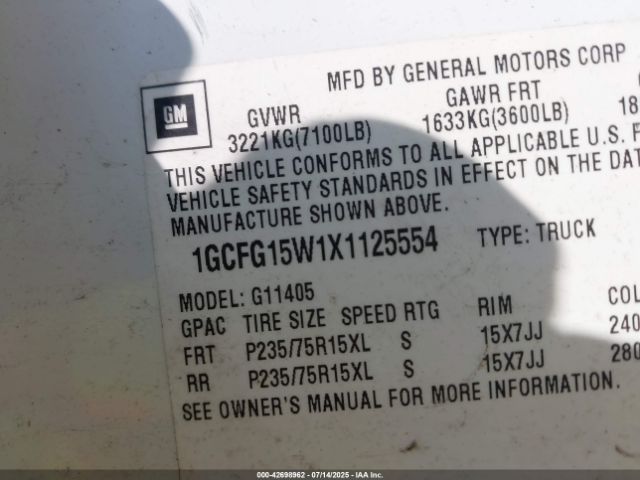 MFD BY GENERAL MOTORS CORP
GM
GVWR GAWR FRT
3221KG(7100LB) 1633KG(3600LB) 18
THIS VEHICLE CONFORMS TO ALL APPLICABLE U.S. F
VEHICLE SAFETY STANDARDS IN EFFECT ON THE DAT
MANUFACTURE SHOWN ABOVE.
1GCFG15W1X1125554 TYPE: TRUCK
MODEL: G11405
GPAC TIRE SIZE SPEED RTG RIM COL
FRT P235/75R15XL S 15X7JJ 240
RR P235/75R15XL S 15X7JJ 280
SEE OWNER'S MANUAL FOR MORE INFORMATION.
000-42698962 - 07/14/2025 - IAA Inc.